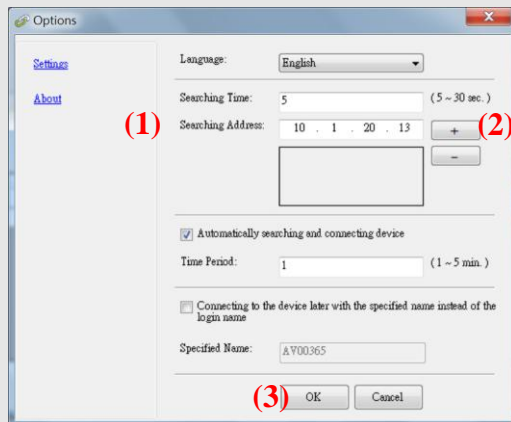 Options
Settings
About
Language: English
Searching Time: 5 ( 5 ~ 30 sec. )
(1) Searching Address: 10 . 1 . 20 . 13 + (2)
−
Automatically searching and connecting device
Time Period: 1 ( 1 ~ 5 min. )
Connecting to the device later with the specified name instead of the
login name
Specified Name: AV00365
(3) OK Cancel